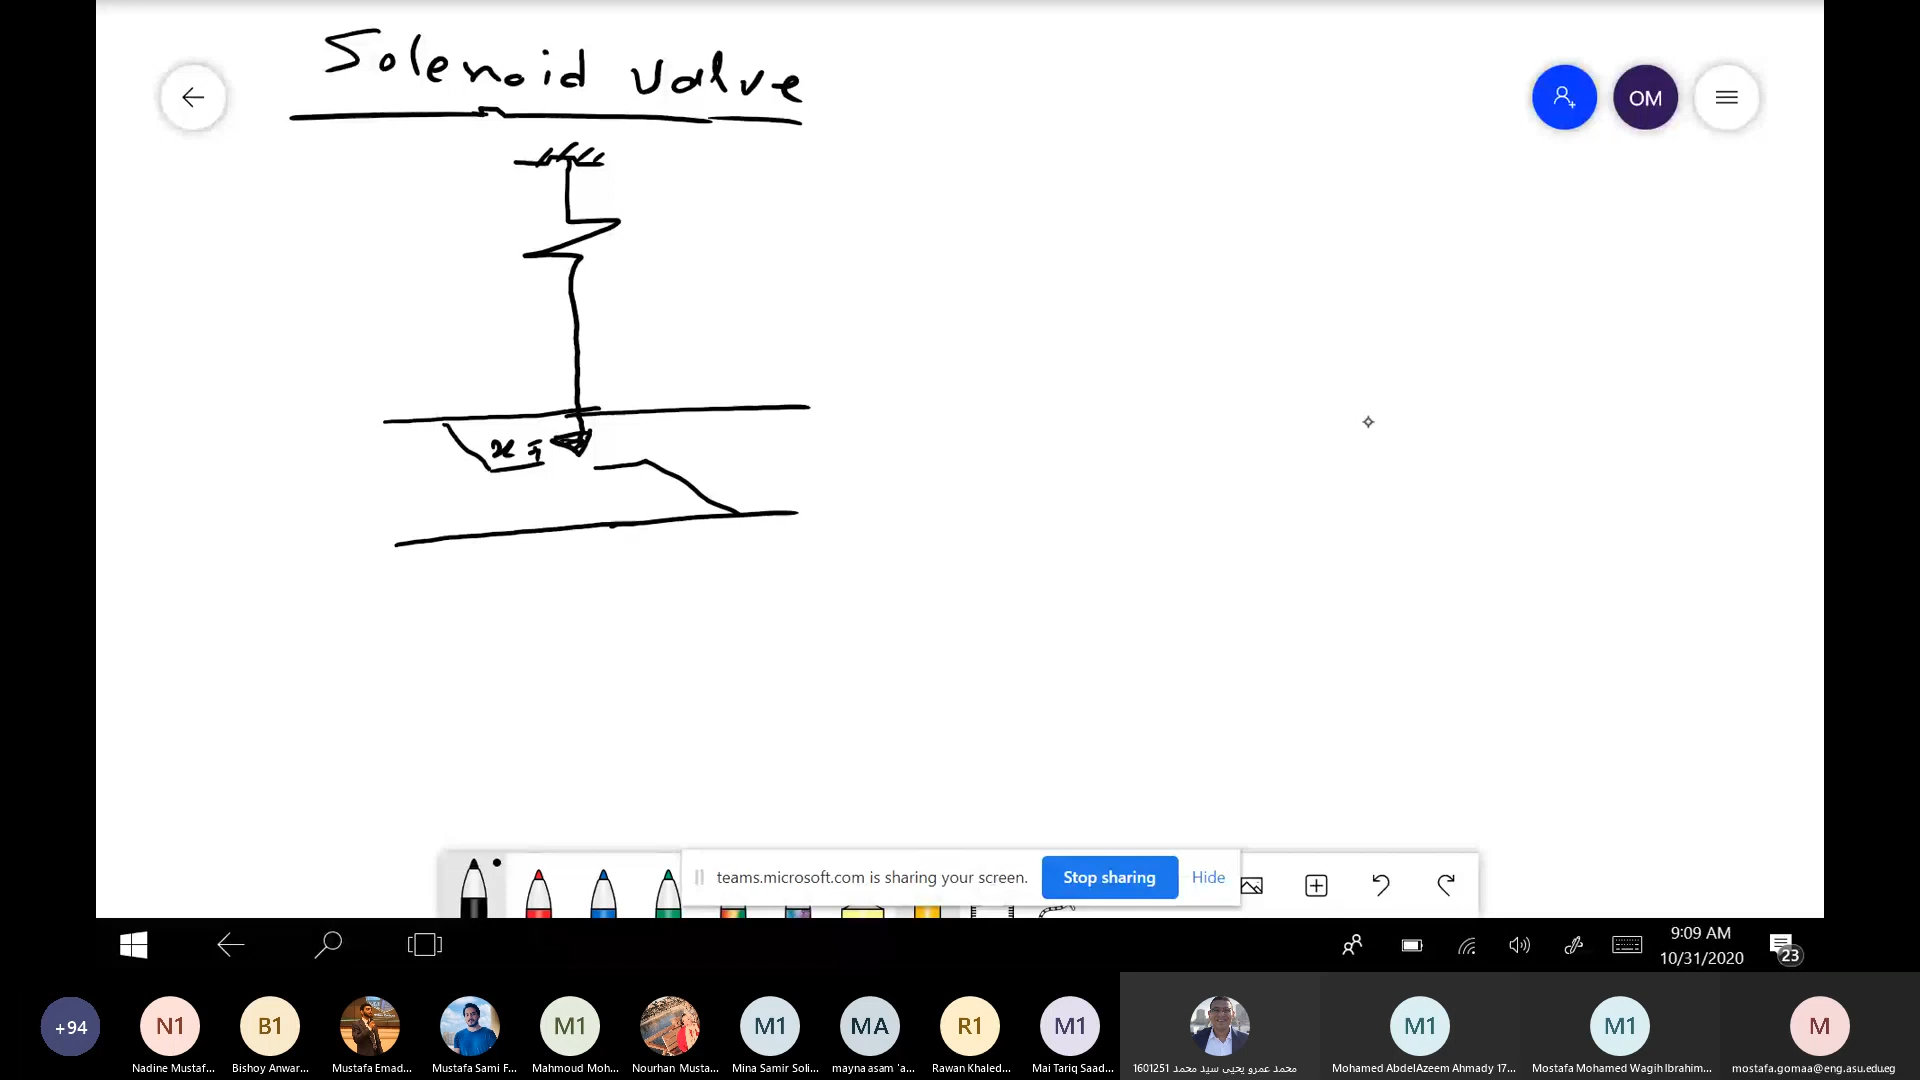 Solenoid valve
OM
x
teams.microsoft.com is sharing your screen.
Stop sharing
Hide
9:09 AM
10/31/2020
23
+94
N1
B1
M1
M1
MA
R1
M1
M1
M1
M
Nadine Mustaf...
Bishoy Anwar...
Mustafa Emad...
Mustafa Sami F...
Mahmoud Moh...
Nourhan Musta...
Mina Samir Soli...
mayna asam 'a...
Rawan Khaled...
Mai Tariq Saad...
محمد عمرو يحيى سيد محمد 1601251
Mohamed AbdelAzeem Ahmady 17...
Mostafa Mohamed Wagih Ibrahim...
mostafa.gomaa@eng.asu.edu.eg